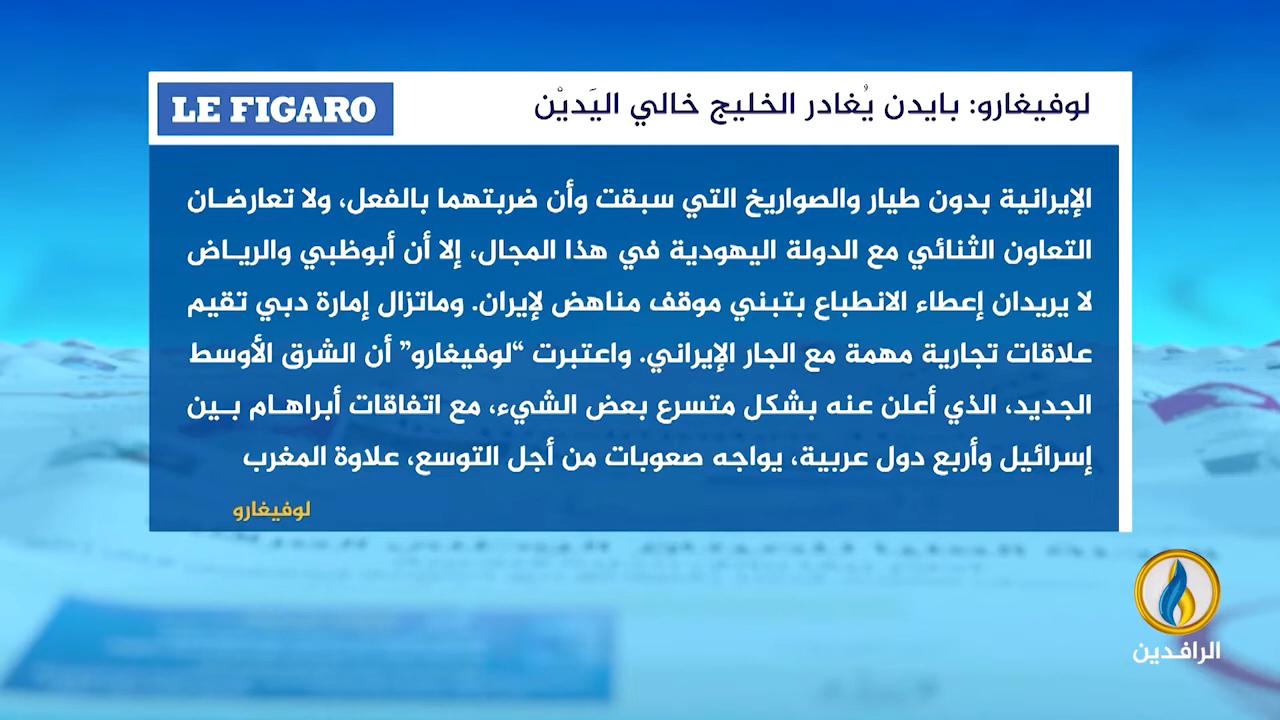 LE FIGARO
لوفيغارو: بايدن يُغادر الخليج خالي اليَديْن
الإيرانية بدون طيار والصواريخ التي سبقت وأن ضربتهما بالفعل، ولا تعارضان
التعاون الثنائي مع الدولة اليهودية في هذا المجال، إلا أن أبوظبي والرياض
لا يريدان إعطاء الانطباع بتبني موقف مناهض لإيران. وماتزال إمارة دبي تقيم
علاقات تجارية مهمة مع الجار الإيراني. واعتبرت “لوفيغارو” أن الشرق الأوسط
الجديد، الذي أعلن عنه بشكل متسرع بعض الشيء، مع اتفاقات أبراهام بين
إسرائيل وأربع دول عربية، يواجه صعوبات من أجل التوسع، علاوة المغرب
لوفيغارو
الرافدين